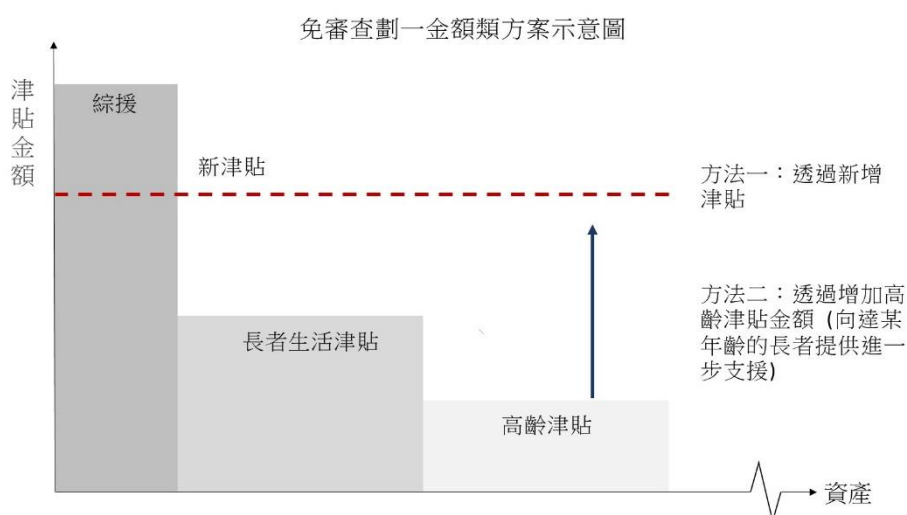 免審查劃一金額類方案示意圖
津
貼
金
額
綜援
新津貼
方法一：透過新增
津貼
方法二：透過增加高
齡津貼金額 (向達某
年齡的長者提供進一
步支援)
長者生活津貼
高齡津貼
資產